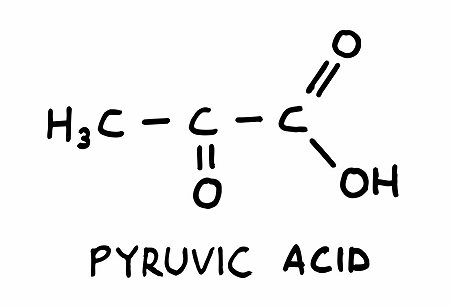 O
H₃C – C – C
O
OH
PYRUVIC ACID